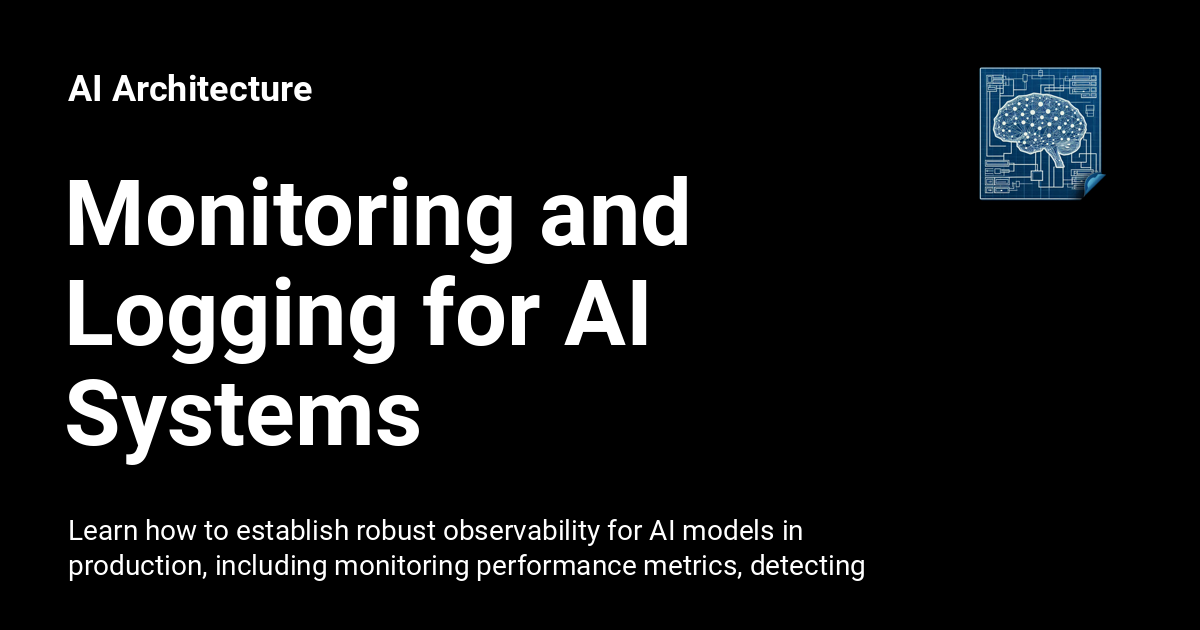 AI Architecture
Monitoring and
Logging for AI
Systems
Learn how to establish robust observability for AI models in
production, including monitoring performance metrics, detecting